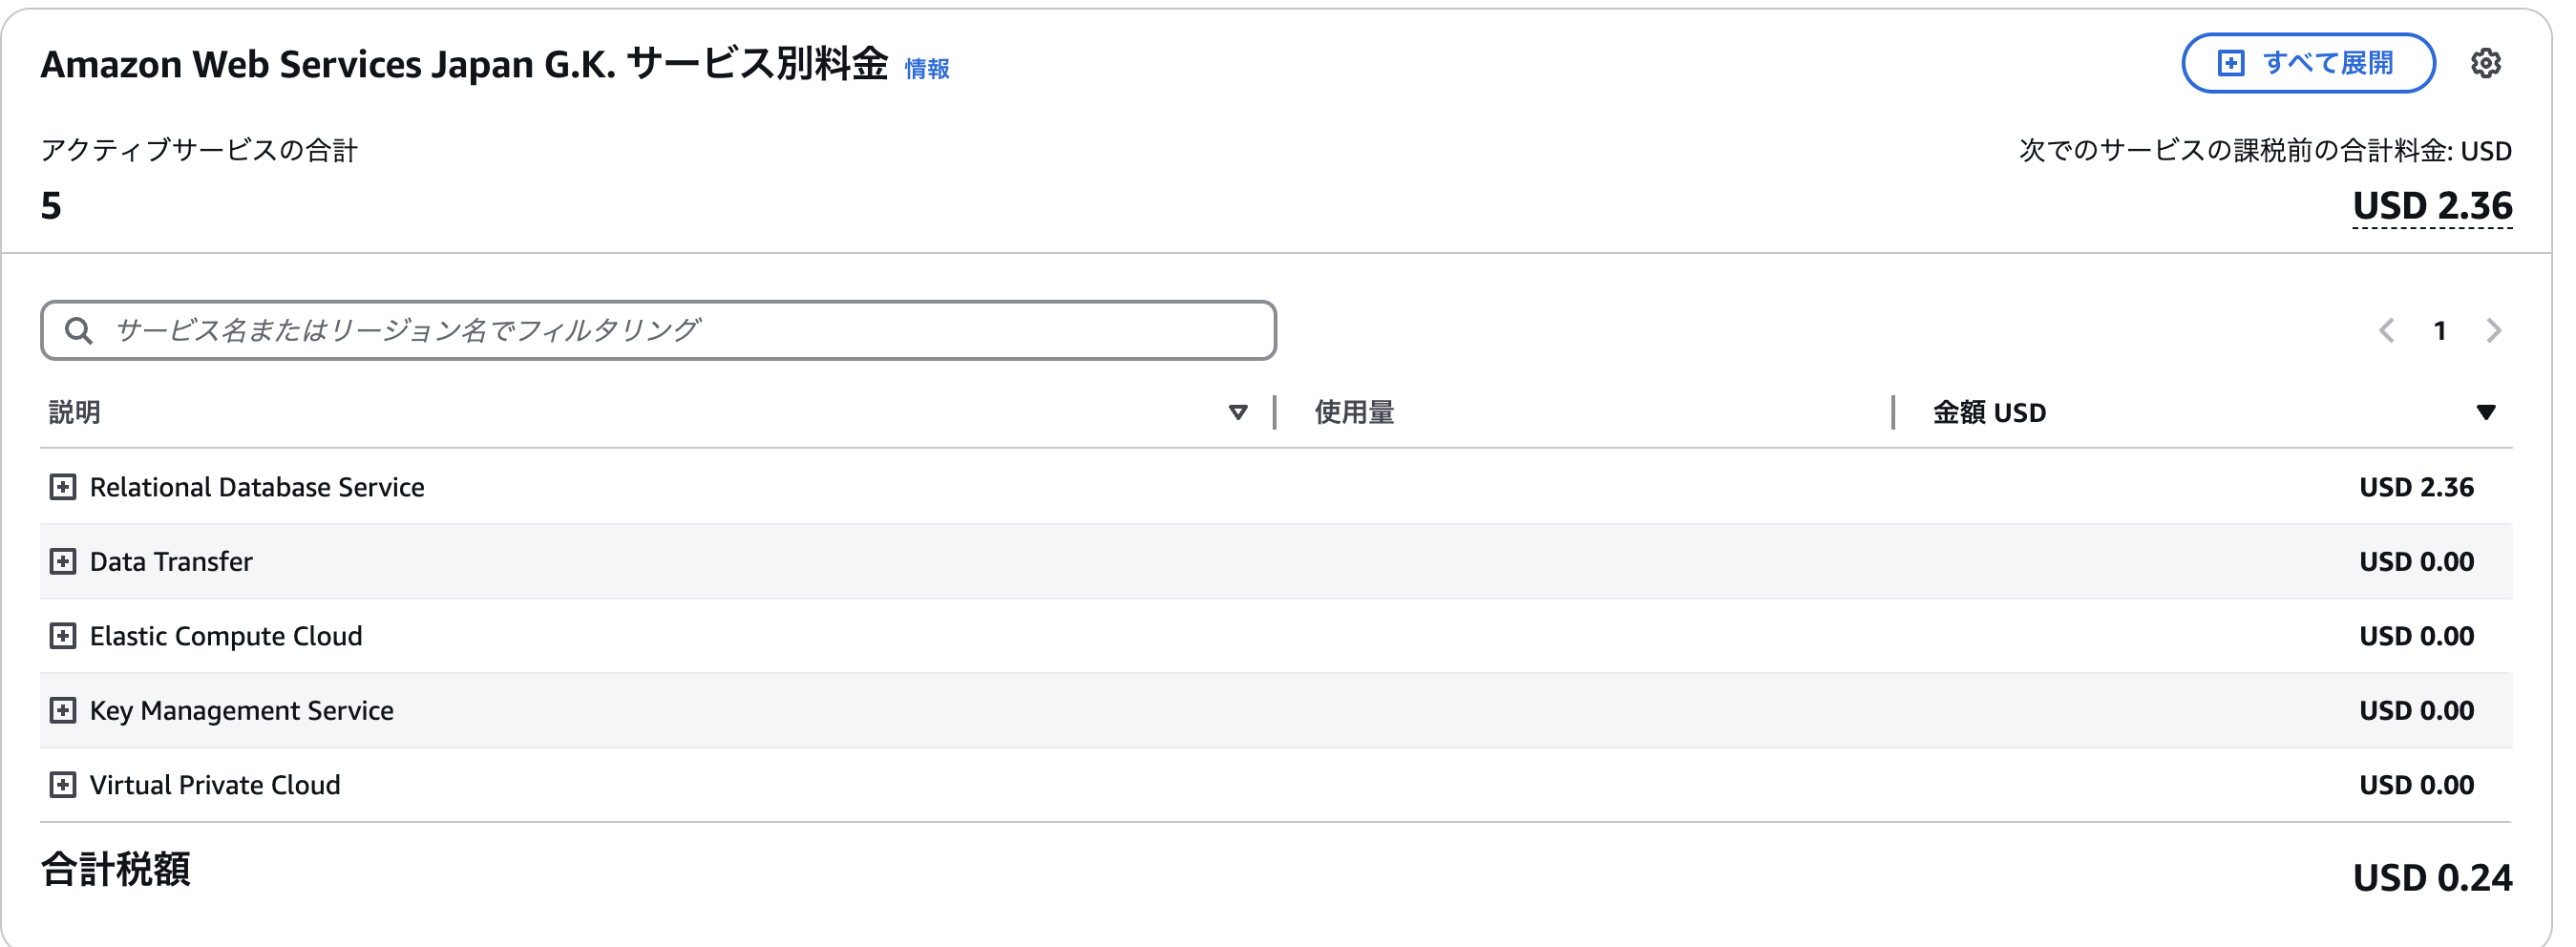 Amazon Web Services Japan G.K. サービス別料金 情報
すべて展開
アクティブサービスの合計
5
次でのサービスの課税前の合計料金: USD
USD 2.36
サービス名またはリージョン名でフィルタリング
1
説明 使用量 金額 USD
Relational Database Service USD 2.36
Data Transfer USD 0.00
Elastic Compute Cloud USD 0.00
Key Management Service USD 0.00
Virtual Private Cloud USD 0.00
合計税額 USD 0.24